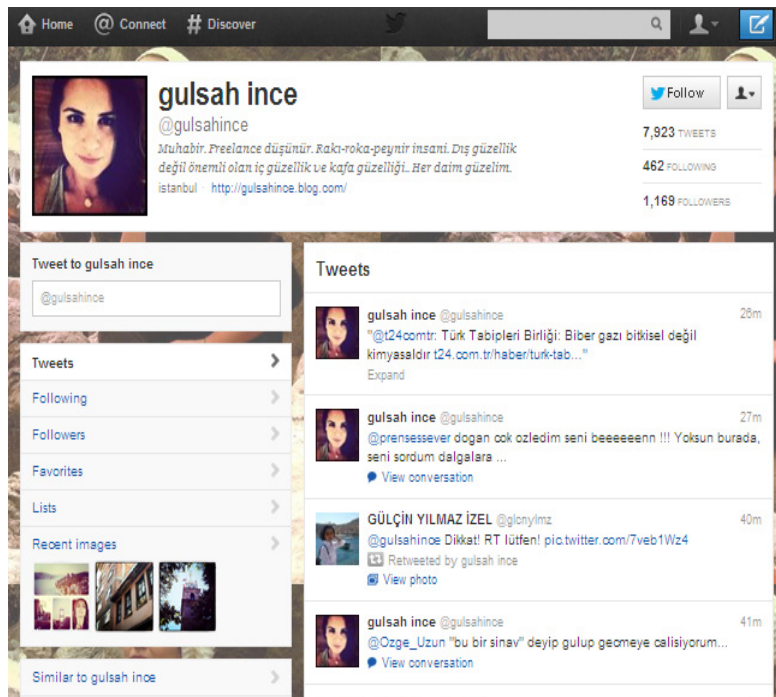 Home @ Connect # Discover
gulsah ince
@gulsahince
Muhabir. Freelance düşünür. Rakı-roka-peynir insani. Dış güzellik
değil önemli olan iç güzellik ve kafa güzelliği.. Her daim güzelim.
istanbul · http://gulsahince.blog.com/
Follow
7,923 TWEETS
462 FOLLOWING
1,169 FOLLOWERS
Tweet to gulsah ince
@gulsahince
Tweets
Following
Followers
Favorites
Lists
Recent images
Similar to gulsah ince
Tweets
gulsah ince @gulsahince 26m
"@t24comtr: Türk Tabipleri Birliği: Biber gazı bitkisel değil
kimyasaldır t24.com.tr/haber/turk-tab..."
Expand
gulsah ince @gulsahince 27m
@prensessever dogan cok ozledim seni beeeeeenn !!! Yoksun burada,
seni sordum dalgalara ...
View conversation
GÜLÇİN YILMAZ İZEL @glcnylmz 40m
@gulsahince Dikkat! RT lütfen! pic.twitter.com/7veb1Wz4
Retweeted by gulsah ince
View photo
gulsah ince @gulsahince 41m
@Ozge_Uzun "bu bir sinav" deyip gulup gecmeye calisiyorum...
View conversation